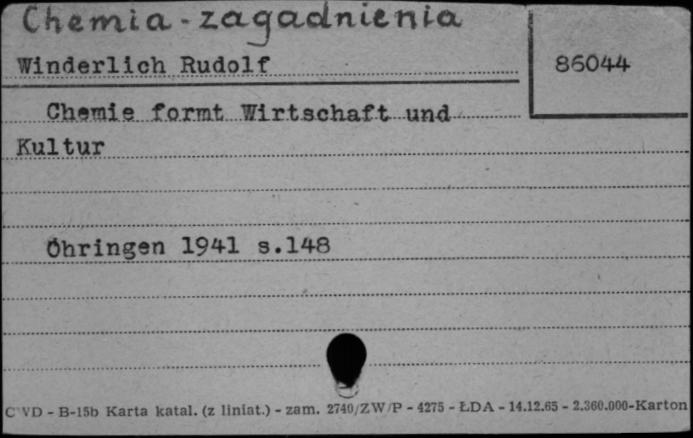 Chemia - zagadnienia
Winderlich Rudolf
86044
Chemie formt Wirtschaft und
Kultur
Öhringen 1941 s.148
CWD - B-15b Karta katal. (z liniat.) - zam. 2740/ZW/P - 4275 - ŁDA - 14.12.65 - 2.360.000-Karton